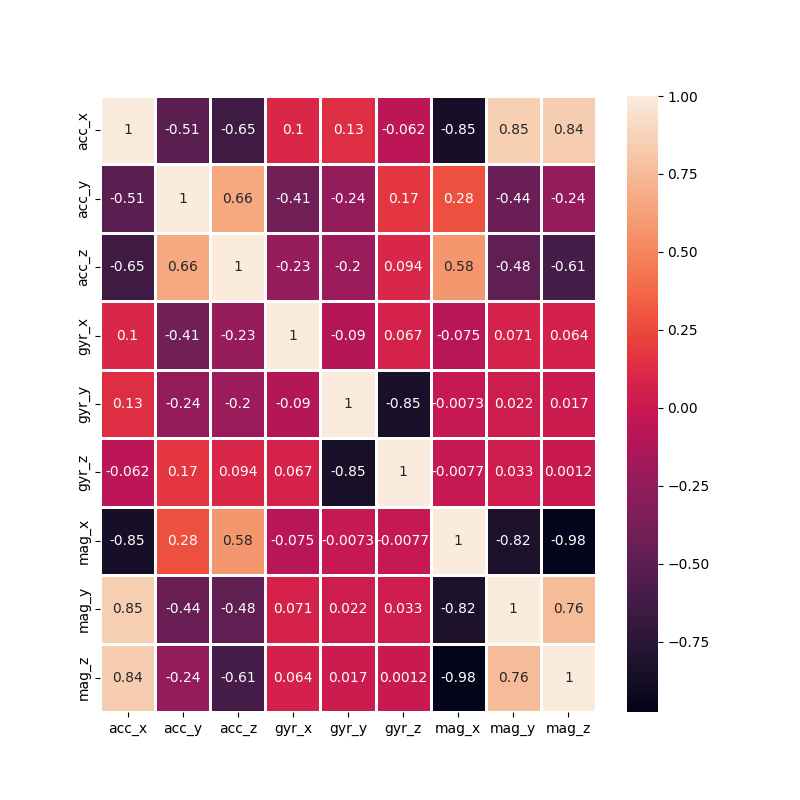 acc_x 1 -0.51 -0.65 0.1 0.13 -0.062 -0.85 0.85 0.84
acc_y -0.51 1 0.66 -0.41 -0.24 0.17 0.28 -0.44 -0.24
acc_z -0.65 0.66 1 -0.23 -0.2 0.094 0.58 -0.48 -0.61
gyr_x 0.1 -0.41 -0.23 1 -0.09 0.067 -0.075 0.071 0.064
gyr_y 0.13 -0.24 -0.2 -0.09 1 -0.85 -0.0073 0.022 0.017
gyr_z -0.062 0.17 0.094 0.067 -0.85 1 -0.0077 0.033 0.0012
mag_x -0.85 0.28 0.58 -0.075 -0.0073 -0.0077 1 -0.82 -0.98
mag_y 0.85 -0.44 -0.48 0.071 0.022 0.033 -0.82 1 0.76
mag_z 0.84 -0.24 -0.61 0.064 0.017 0.0012 -0.98 0.76 1
acc_x acc_y acc_z gyr_x gyr_y gyr_z mag_x mag_y mag_z
1.00
0.75
0.50
0.25
0.00
−0.25
−0.50
−0.75